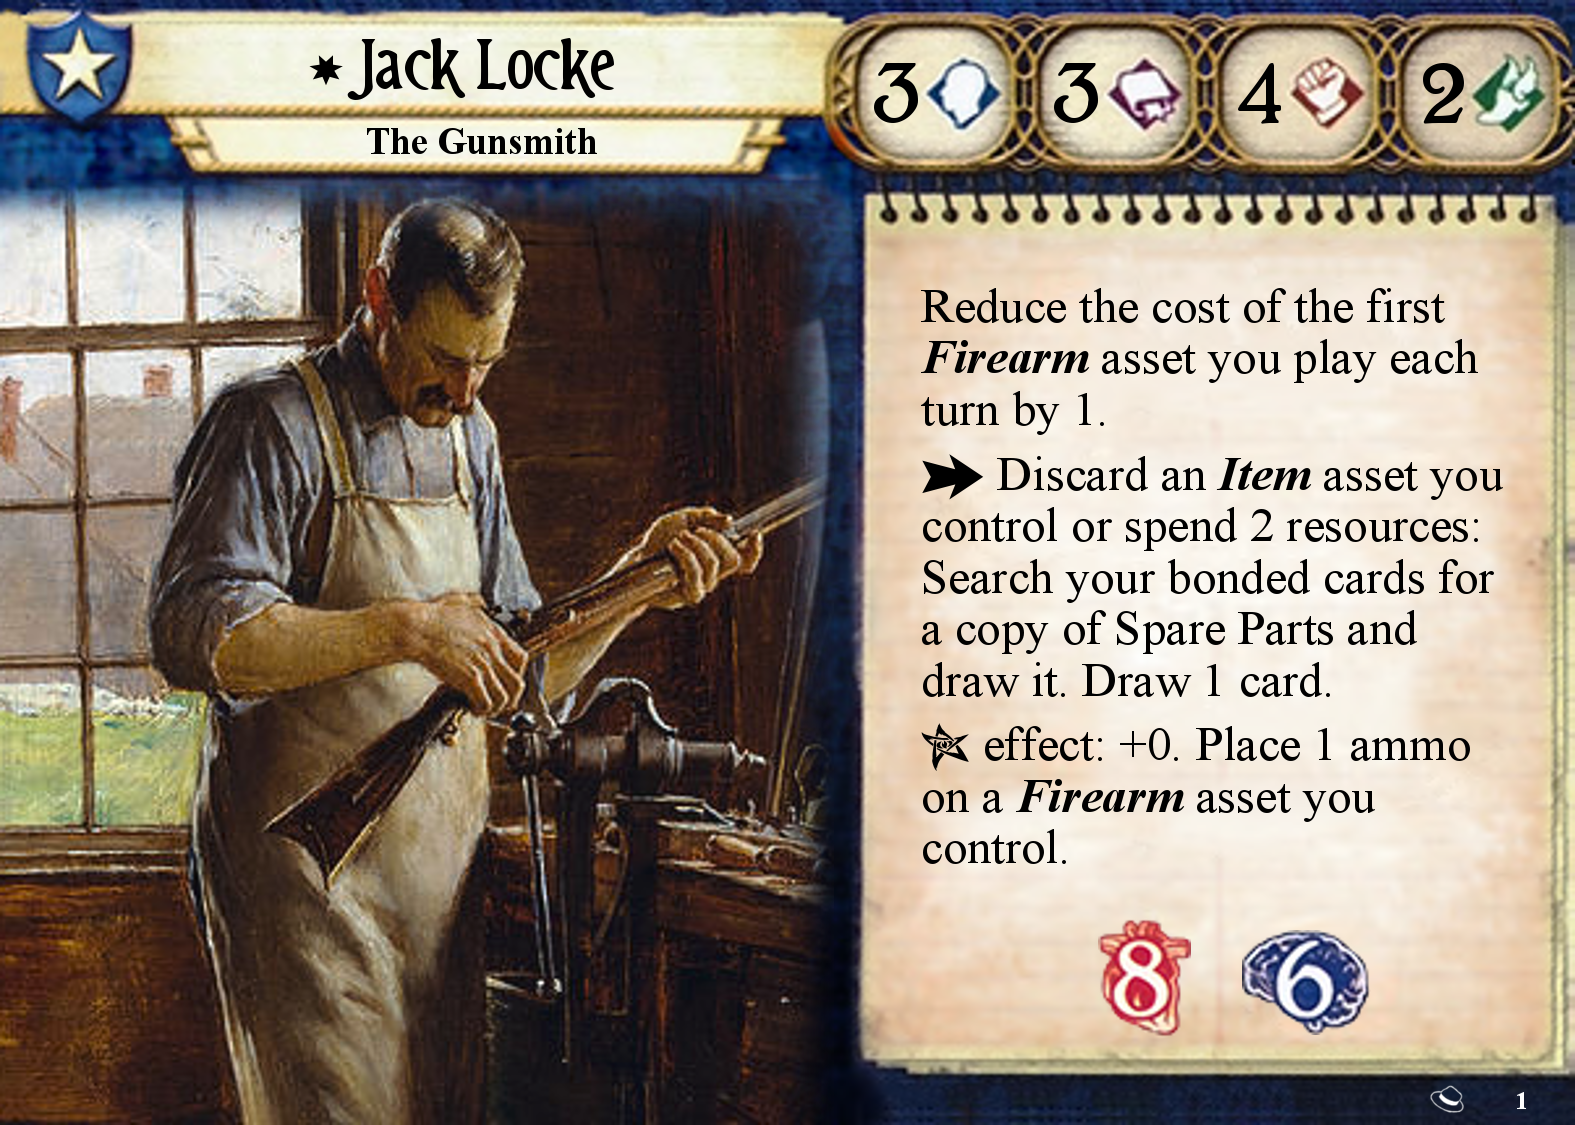 Jack Locke
The Gunsmith
3 3 4 2
Reduce the cost of the first
Firearm asset you play each
turn by 1.
Discard an Item asset you
control or spend 2 resources:
Search your bonded cards for
a copy of Spare Parts and
draw it. Draw 1 card.
effect: +0. Place 1 ammo
on a Firearm asset you
control.
8 6
1